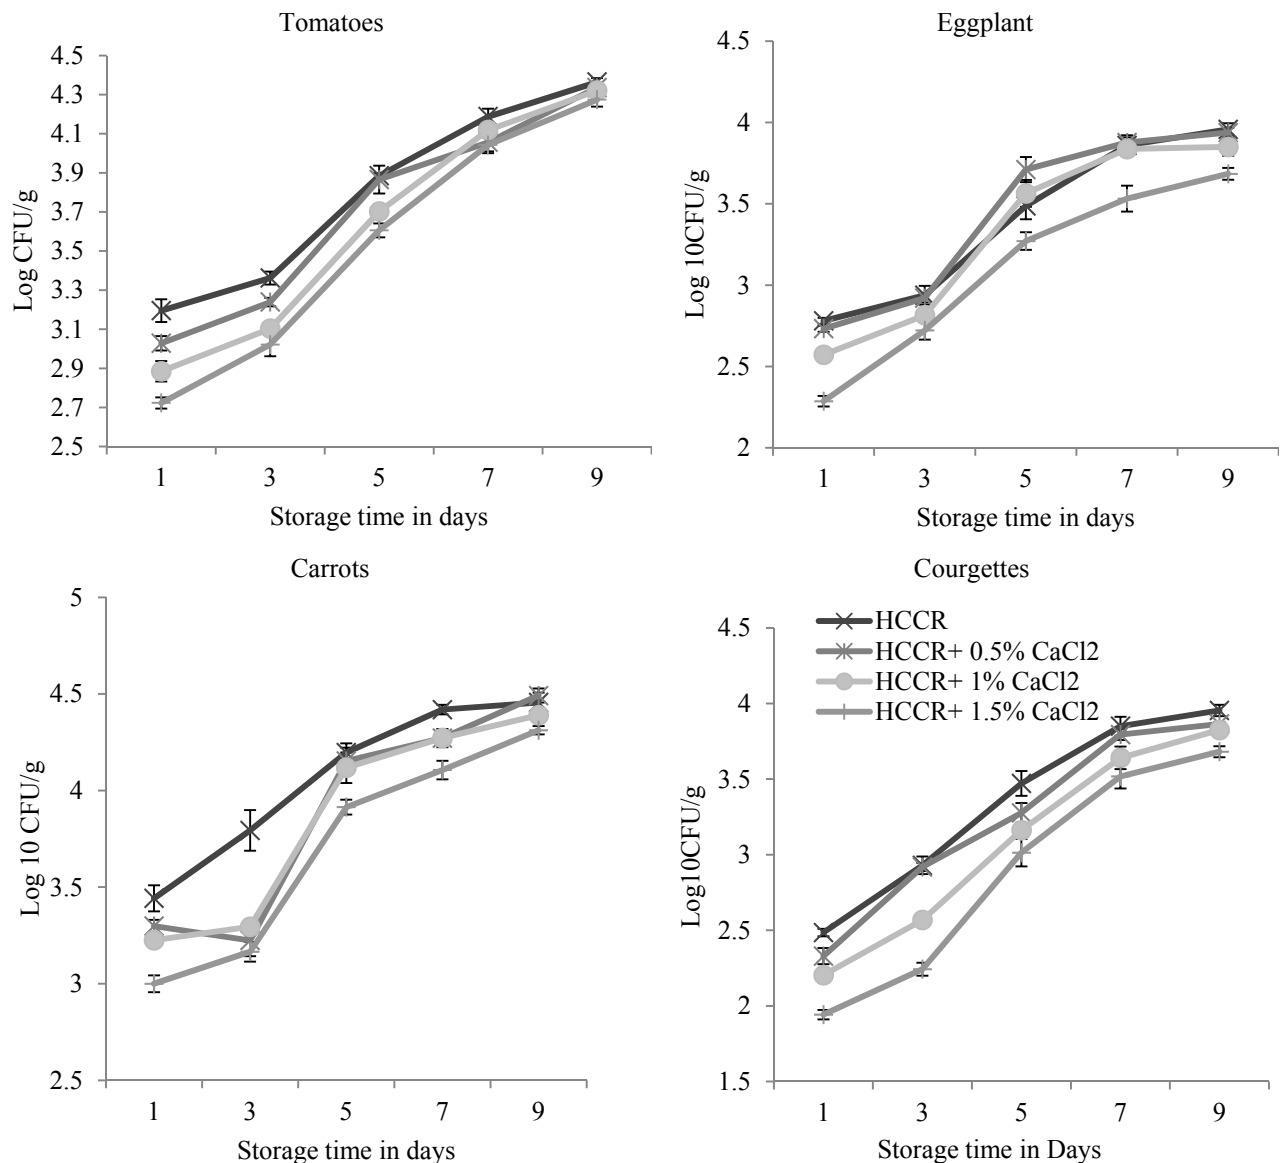 Tomatoes
4.5
4.3
4.1
3.9
3.7
3.5
3.3
3.1
2.9
2.7
2.5
Log CFU/g
1 3 5 7 9
Storage time in days
Eggplant
4.5
4
3.5
3
2.5
2
Log 10CFU/g
1 3 5 7 9
Storage time in days
Carrots
5
4.5
4
3.5
3
2.5
Log 10 CFU/g
1 3 5 7 9
Storage time in days
Courgettes
HCCR
HCCR+ 0.5% CaCl2
HCCR+ 1% CaCl2
HCCR+ 1.5% CaCl2
4.5
4
3.5
3
2.5
2
1.5
Log10CFU/g
1 3 5 7 9
Storage time in Days